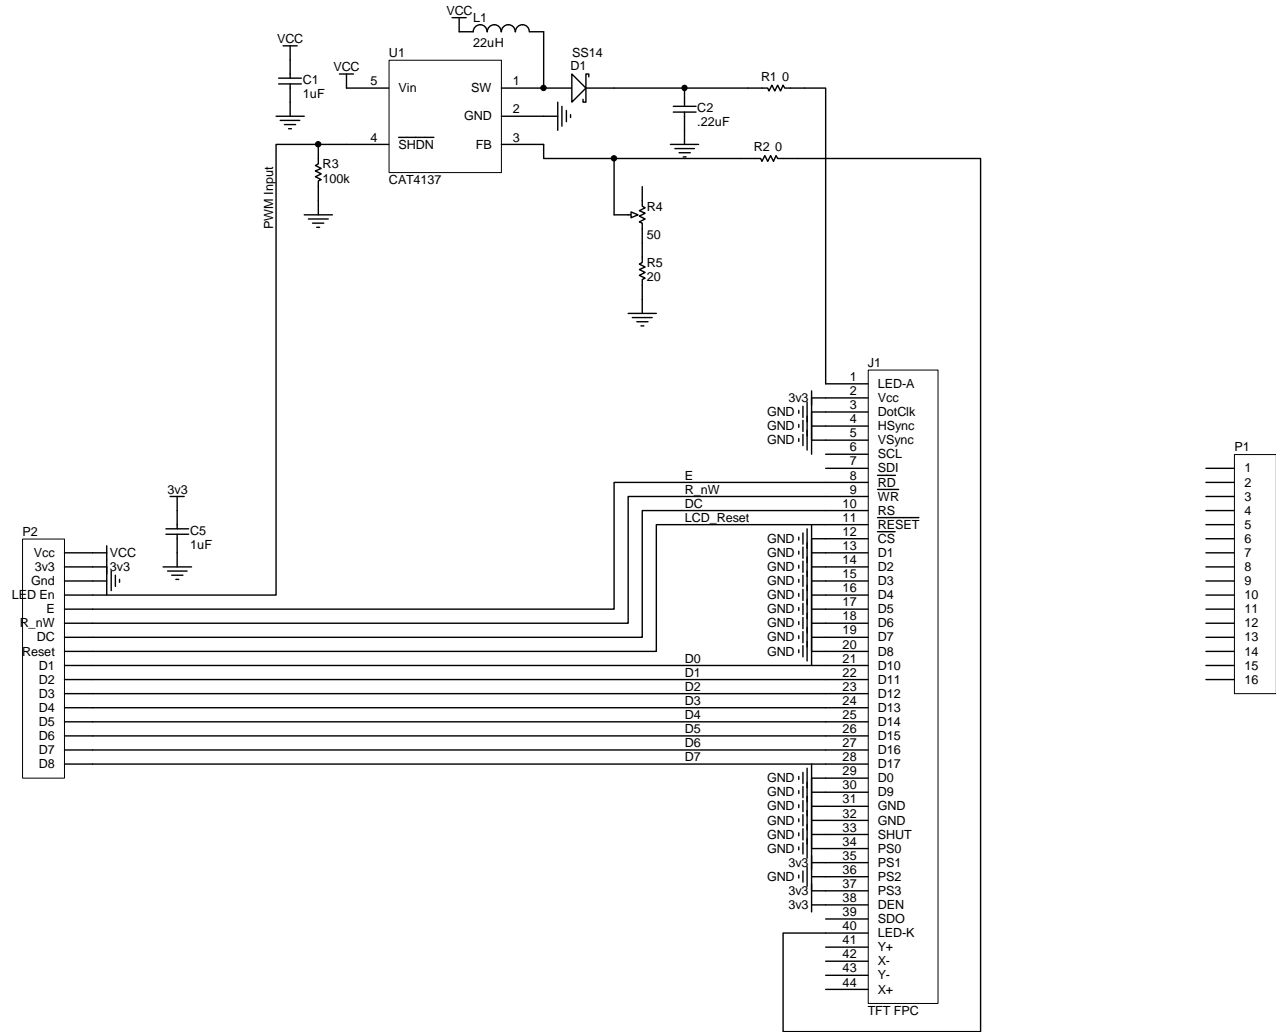 VCC L1
22uH
VCC
C1
1uF
VCC
U1
5 Vin SW 1
GND 2
4 SHDN FB 3
CAT4137
SS14
D1
C2
.22uF
R1 0
R2 0
R3
100k
PWM Input
R4
50
R5
20
3v3
C5
1uF
P2
Vcc VCC
3v3 3v3
Gnd
LED En
E
R_nW
DC
Reset
D1
D2
D3
D4
D5
D6
D7
D8
E
R_nW
DC
LCD_Reset
D0
D1
D2
D3
D4
D5
D6
D7
J1
1 LED-A
3v3 2 Vcc
GND 3 DotClk
GND 4 HSync
GND 5 VSync
6 SCL
7 SDI
8 RD
9 WR
10 RS
11 RESET
GND 12 CS
GND 13 D1
GND 14 D2
GND 15 D3
GND 16 D4
GND 17 D5
GND 18 D6
GND 19 D7
GND 20 D8
21 D10
22 D11
23 D12
24 D13
25 D14
26 D15
27 D16
28 D17
GND 29 D0
GND 30 D9
GND 31 GND
GND 32 GND
GND 33 SHUT
GND 34 PS0
3v3 35 PS1
GND 36 PS2
3v3 37 PS3
3v3 38 DEN
39 SDO
40 LED-K
41 Y+
42 X-
43 Y-
44 X+
TFT FPC
P1
1
2
3
4
5
6
7
8
9
10
11
12
13
14
15
16